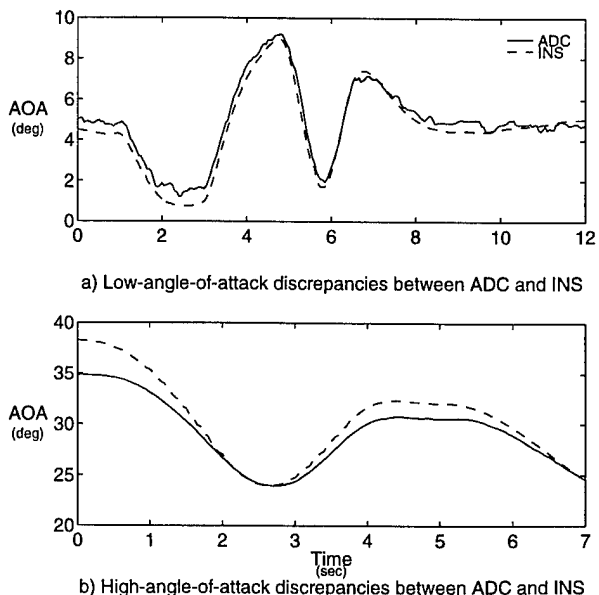 10
8
AOA
6
(deg)
4
2
0
ADC
INS
0 2 4 6 8 10 12
a) Low-angle-of-attack discrepancies between ADC and INS
40
35
AOA
(deg)
30
25
20
0 1 2 3 4 5 6 7
Time
(sec)
b) High-angle-of-attack discrepancies between ADC and INS